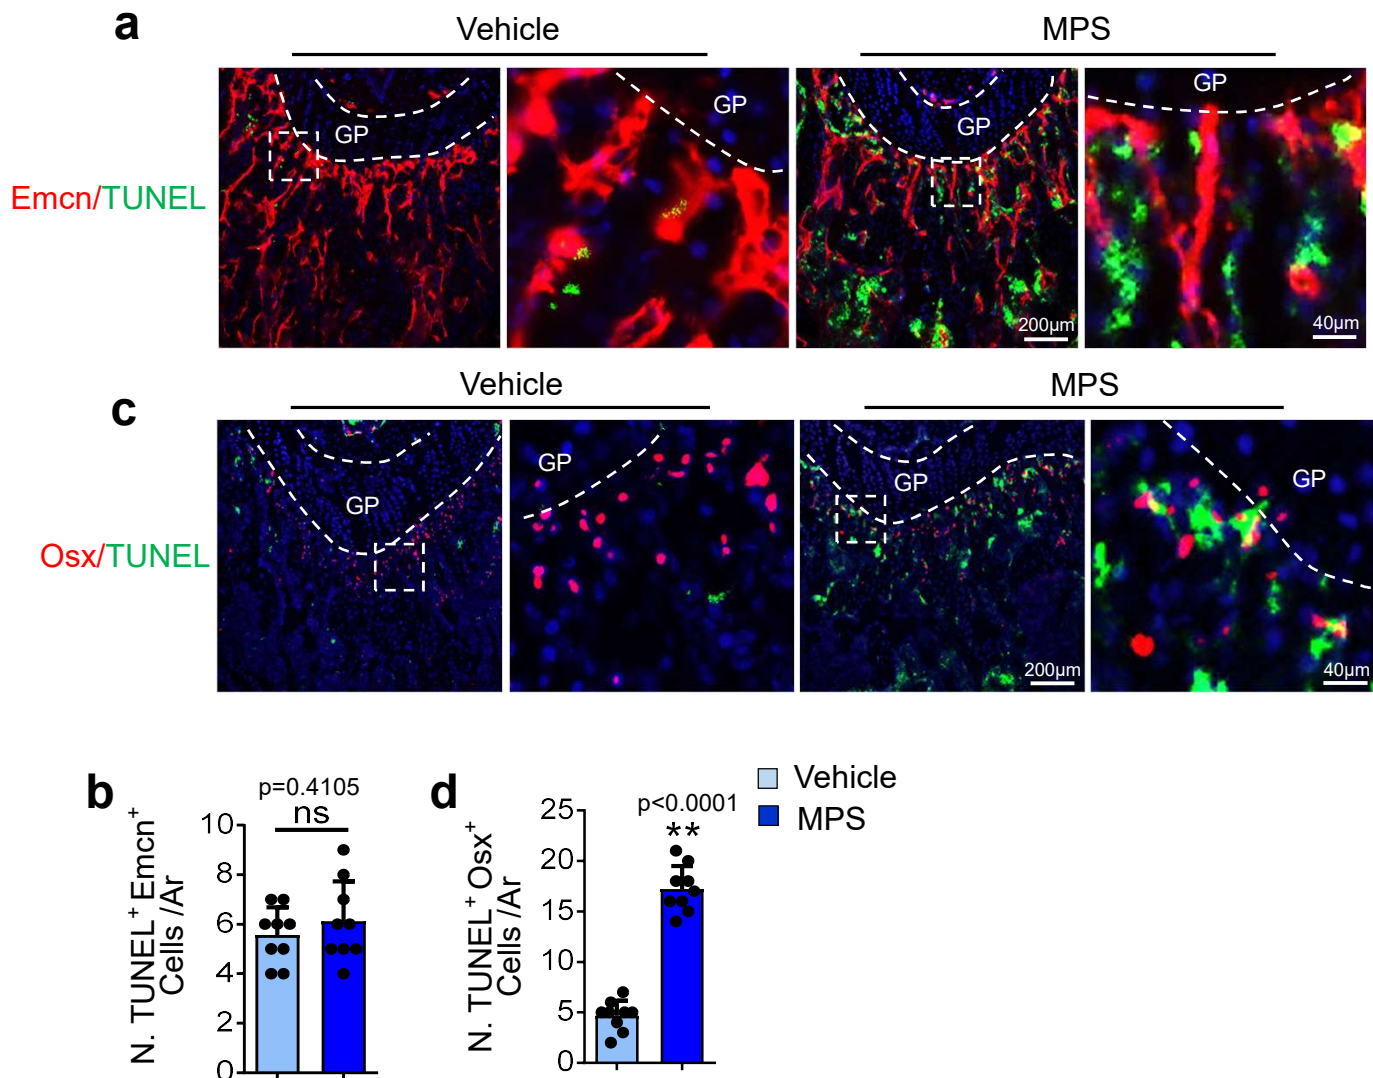 a
Vehicle
MPS
Emcn/TUNEL
GP
GP
GP
GP
200μm
40μm
c
Vehicle
MPS
Osx/TUNEL
GP
GP
GP
GP
200μm
40μm
b
N. TUNEL⁺ Emcn⁺
Cells /Ar
p=0.4105
ns
10
8
6
4
2
0
d
N. TUNEL⁺ Osx⁺
Cells /Ar
p<0.0001
**
25
20
15
10
5
0
Vehicle
MPS